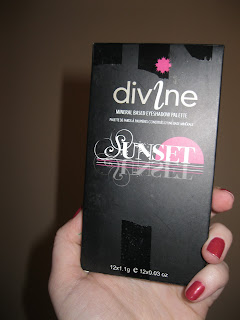 divine
MINERAL BASED EYESHADOW PALETTE
SUNSET
12x1.1g ℮ 12x0.03 oz